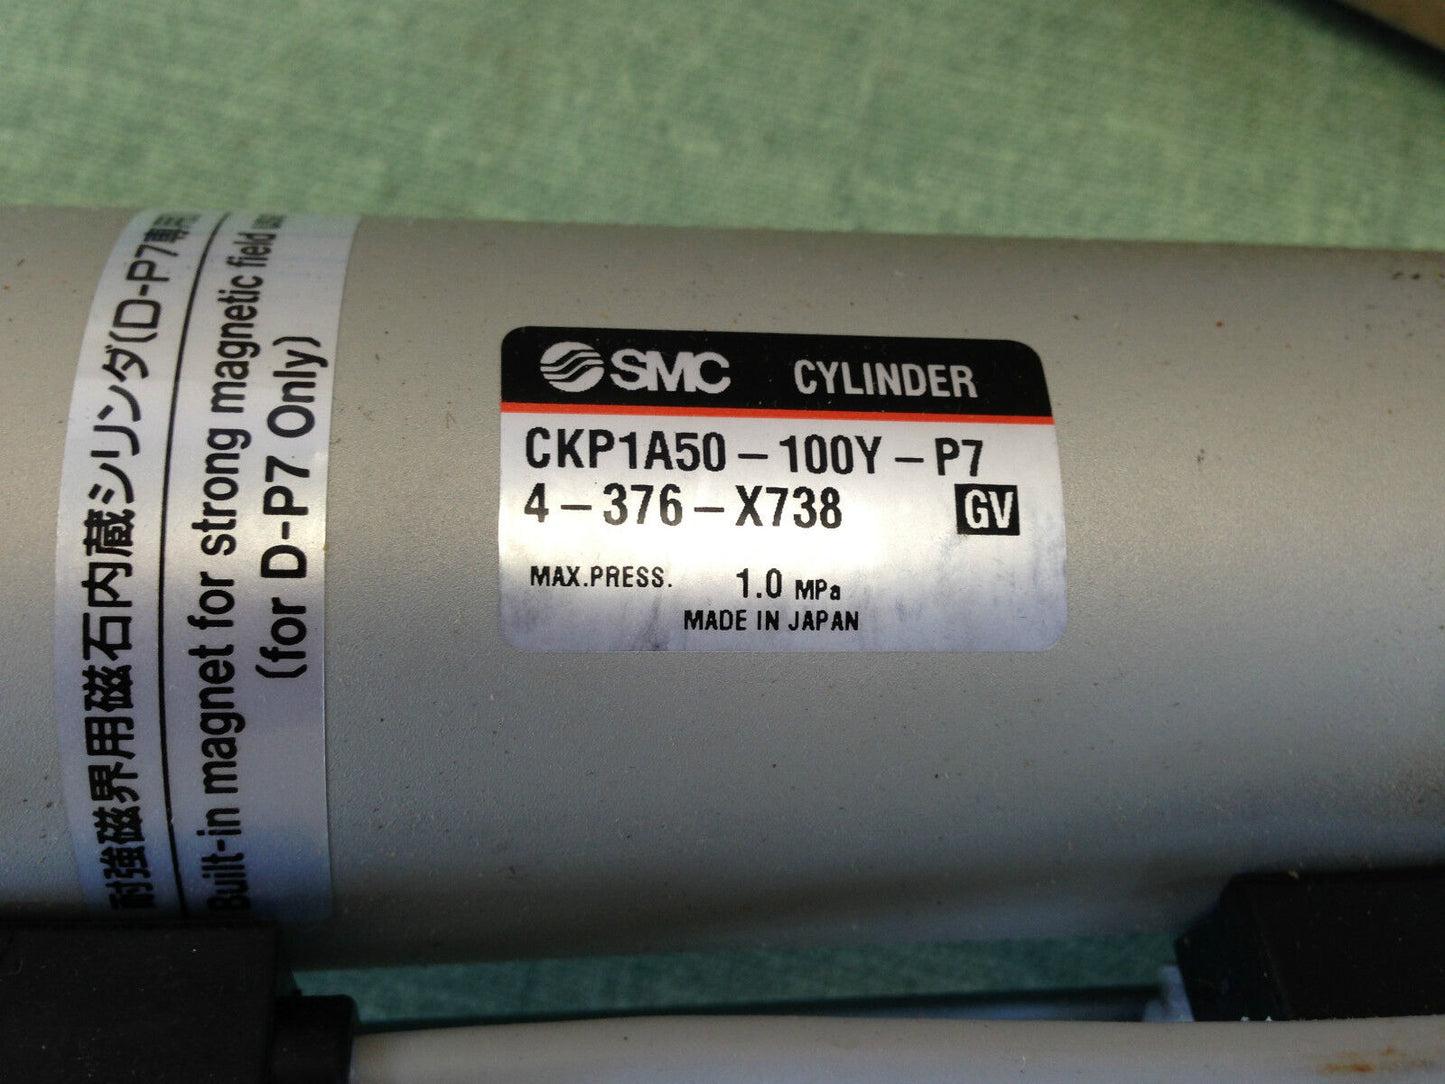 耐強磁界用磁石内蔵シリンダ(D-P7専用
Built-in magnet for strong magnetic field
(for D-P7 Only)
SMC CYLINDER
CKP1A50-100Y-P7
4-376-X738 GV
MAX.PRESS. 1.0 MPa
MADE IN JAPAN